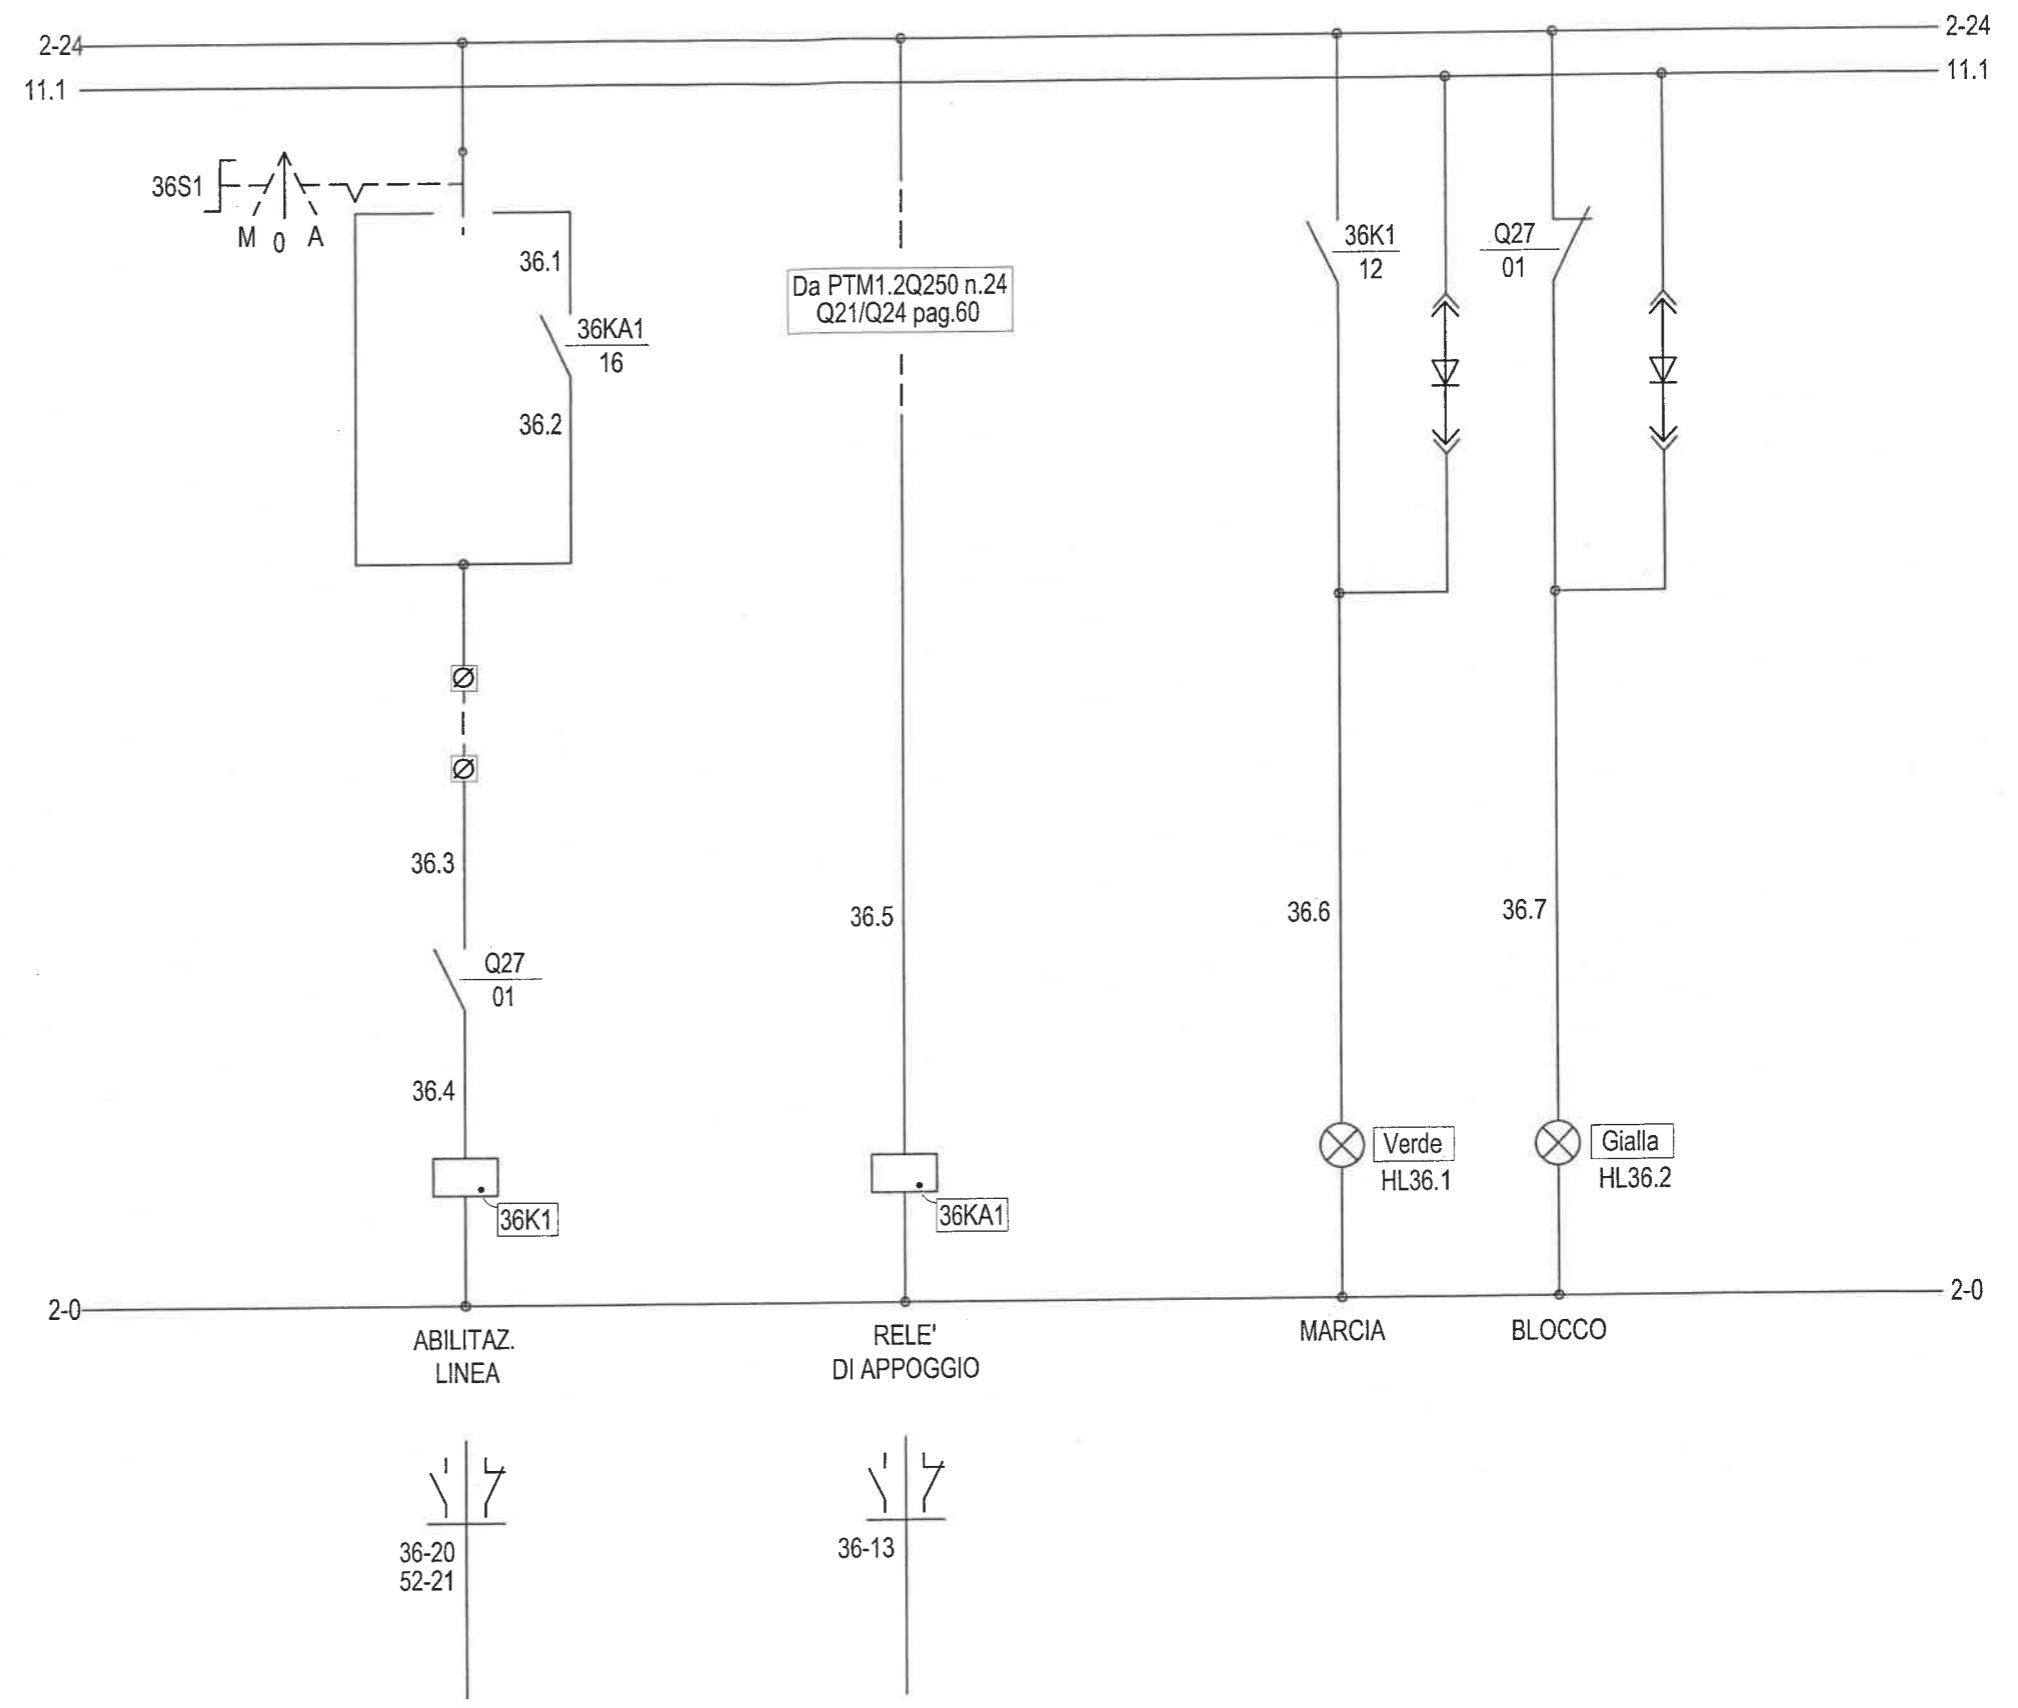 2-24
2-24
11.1
11.1
36S1
M 0 A
36.1
36KA1
16
36.2
Da PTM1.2Q250 n.24
Q21/Q24 pag.60
36K1
12
Q27
01
36.3
Q27
01
36.4
36K1
36.5
36KA1
36.6
Verde
HL36.1
36.7
Gialla
HL36.2
2-0
2-0
ABILITAZ.
LINEA
RELE'
DI APPOGGIO
MARCIA
BLOCCO
36-20
52-21
36-13